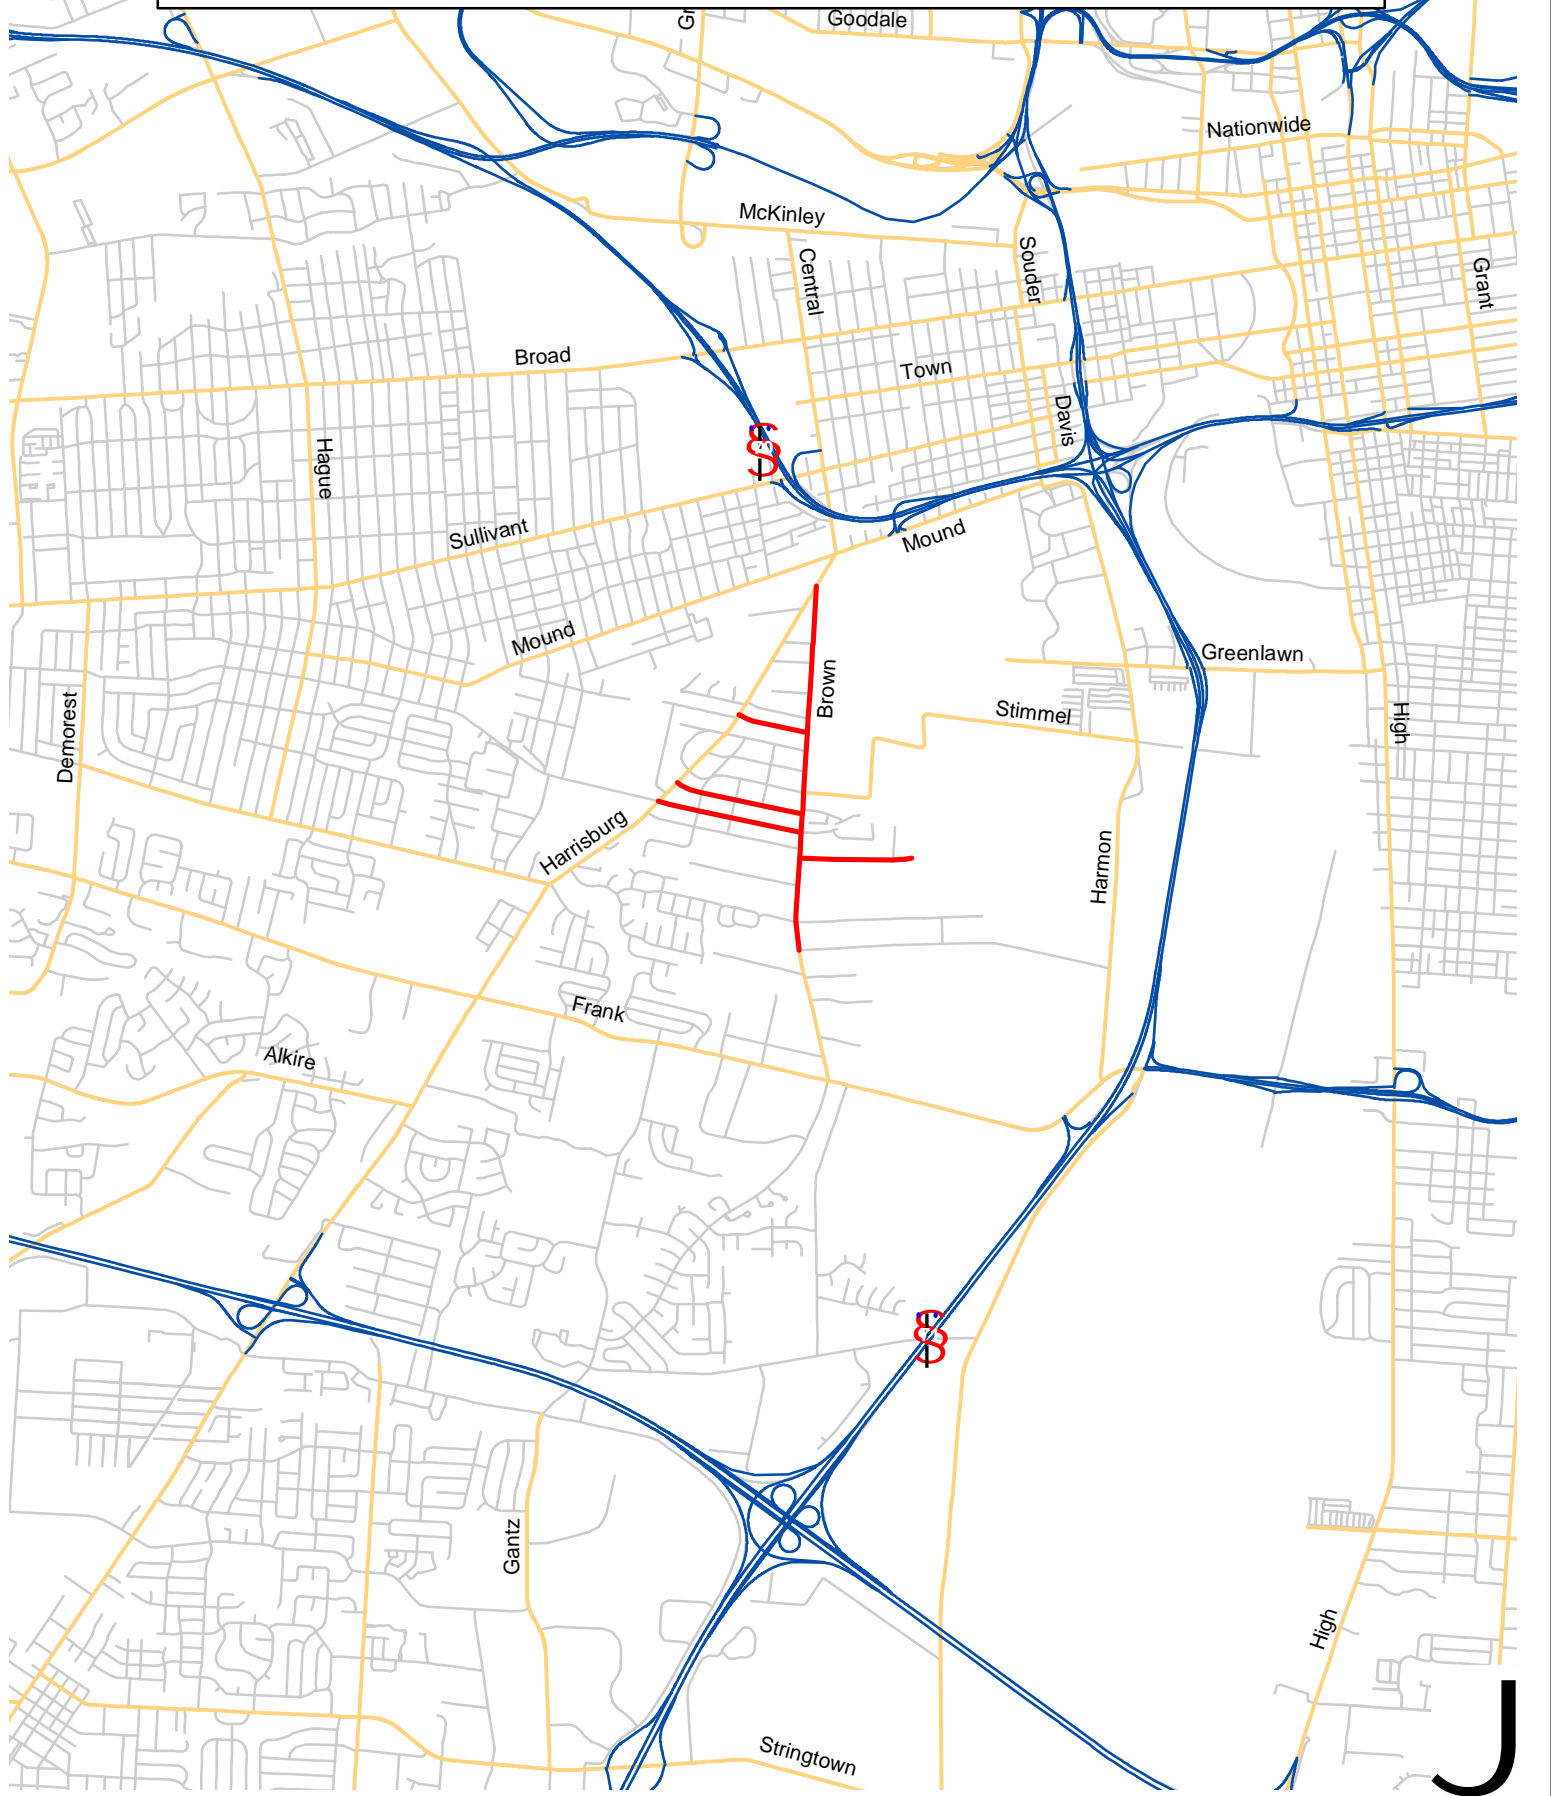 Goodale
Nationwide
McKinley
Central
Souder
Grant
Broad
Town
Davis
Hague
Sullivant
Mound
Mound
Greenlawn
Brown
Stimmel
High
Demorest
Harrisburg
Harmon
Frank
Alkire
Gantz
High
Stringtown